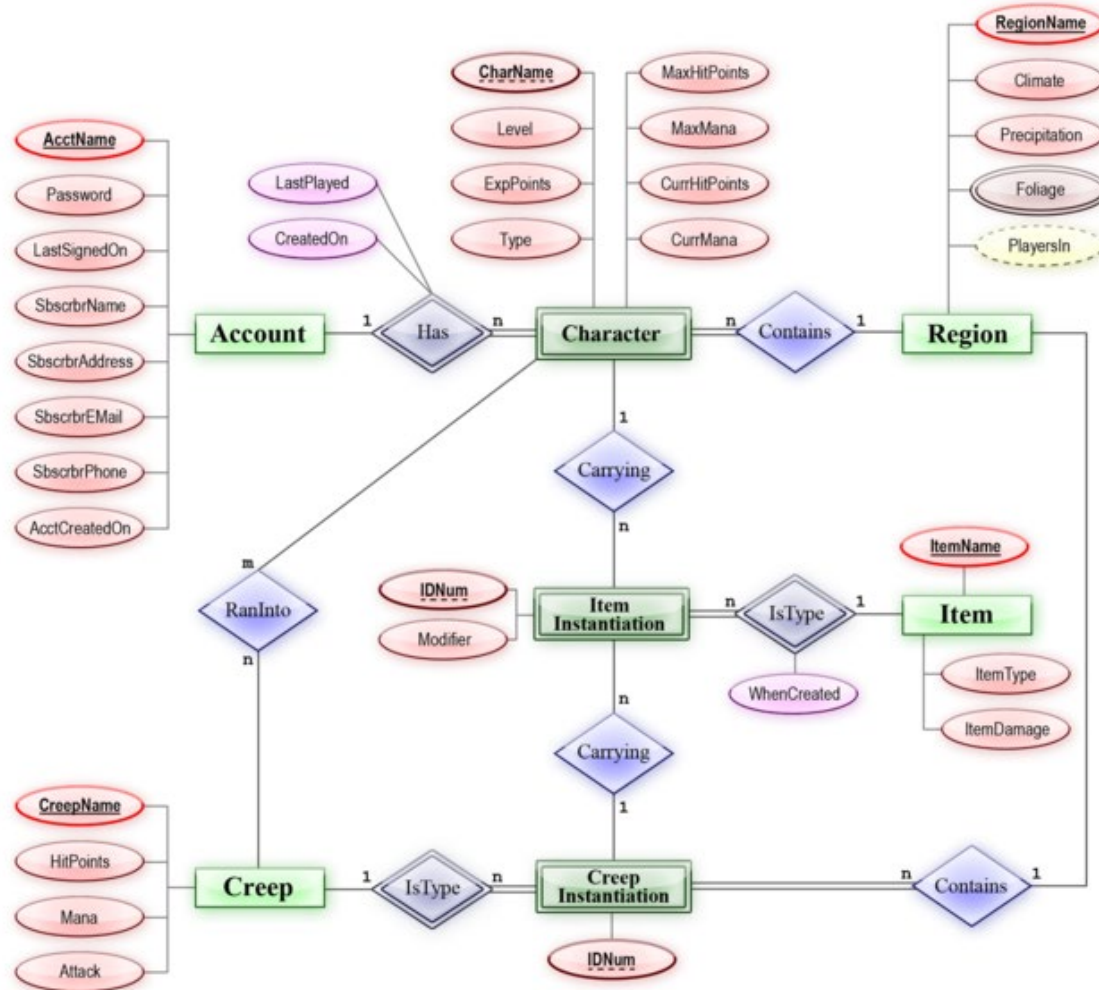 RegionName
CharName
MaxHitPoints
Climate
Level
MaxMana
Precipitation
AcctName
Password
LastPlayed
ExpPoints
CurrHitPoints
Foliage
LastSignedOn
CreatedOn
Type
CurrMana
PlayersIn
SbscrbrName
Account
1
Has
n
Character
n
Contains
1
Region
SbscrbrAddress
SbscrbrEMail
1
SbscrbrPhone
Carrying
AcctCreatedOn
n
ItemName
m
RanInto
n
IDNum
Modifier
Item
Instantiation
n
IsType
1
Item
WhenCreated
ItemType
ItemDamage
n
Carrying
1
CreepName
HitPoints
Mana
Attack
Creep
1
IsType
n
Creep
Instantiation
n
Contains
1
IDNum